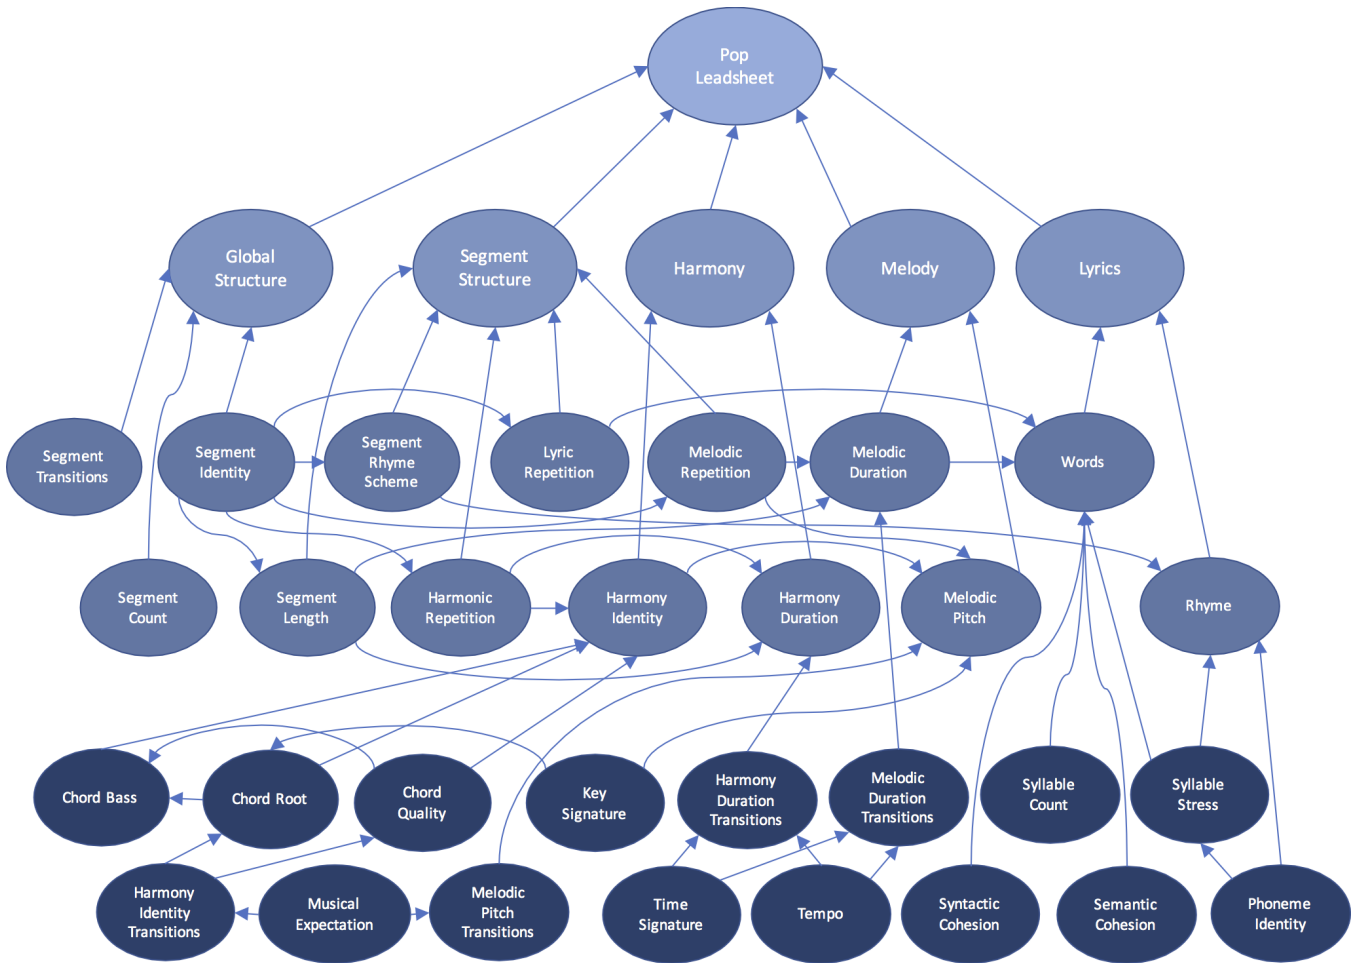 Pop
Leadsheet
Global
Structure
Segment
Structure
Harmony
Melody
Lyrics
Segment
Transitions
Segment
Identity
Segment
Rhyme
Scheme
Lyric
Repetition
Melodic
Repetition
Melodic
Duration
Words
Segment
Count
Segment
Length
Harmonic
Repetition
Harmony
Identity
Harmony
Duration
Melodic
Pitch
Rhyme
Chord Bass
Chord Root
Chord
Quality
Key
Signature
Harmony
Duration
Transitions
Melodic
Duration
Transitions
Syllable
Count
Syllable
Stress
Harmony
Identity
Transitions
Musical
Expectation
Melodic
Pitch
Transitions
Time
Signature
Tempo
Syntactic
Cohesion
Semantic
Cohesion
Phoneme
Identity